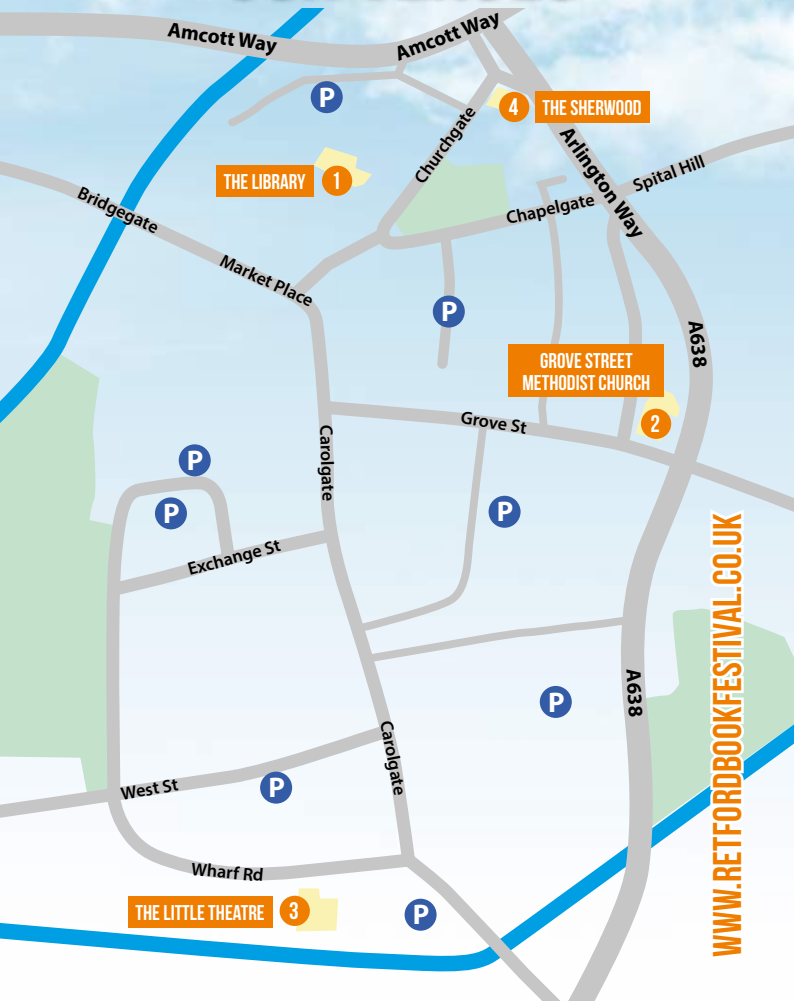 Amcott Way
Amcott Way
P
4
THE SHERWOOD
Churchgate
Arlington Way
THE LIBRARY
1
Spital Hill
Bridgegate
Chapelgate
Market Place
P
A638
GROVE STREET
METHODIST CHURCH
2
Grove St
Carolgate
P
P
P
Exchange St
WWW.RETFORDBOOKFESTIVAL.CO.UK
A638
P
Carolgate
West St
P
Wharf Rd
THE LITTLE THEATRE
3
P